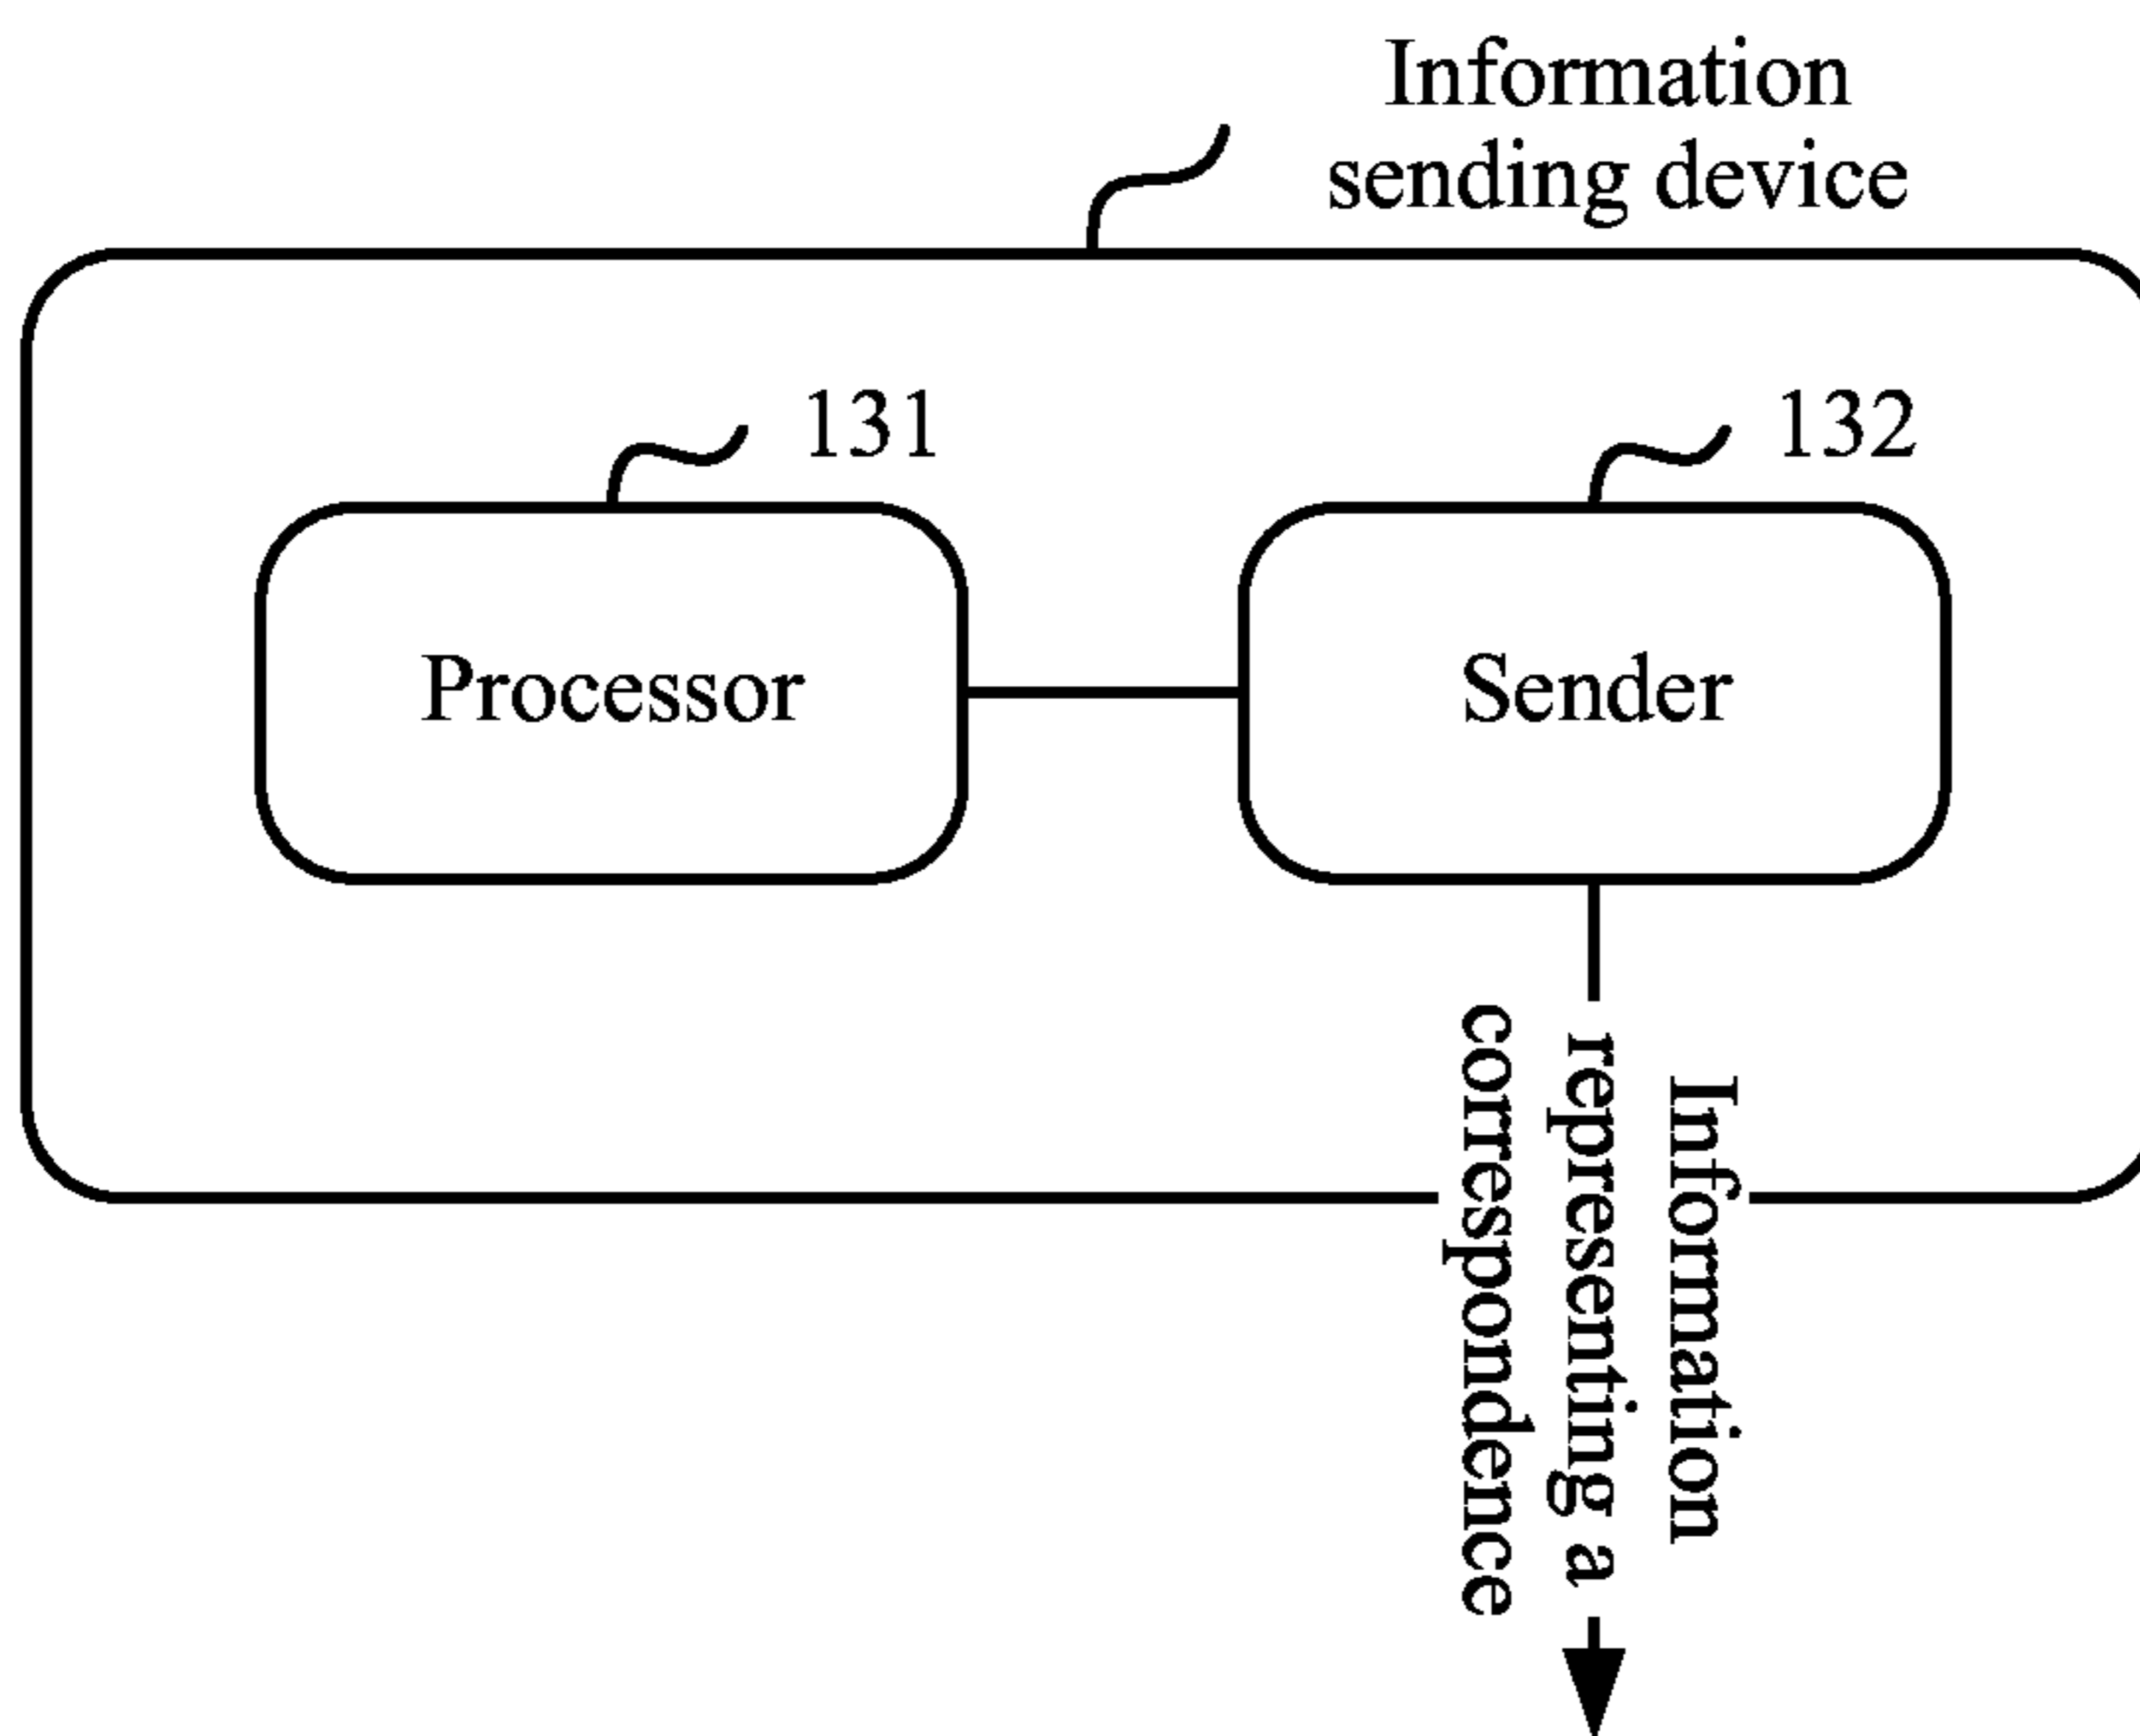 Information
sending device
131
132
Processor
Sender
Information
representing a
correspondence